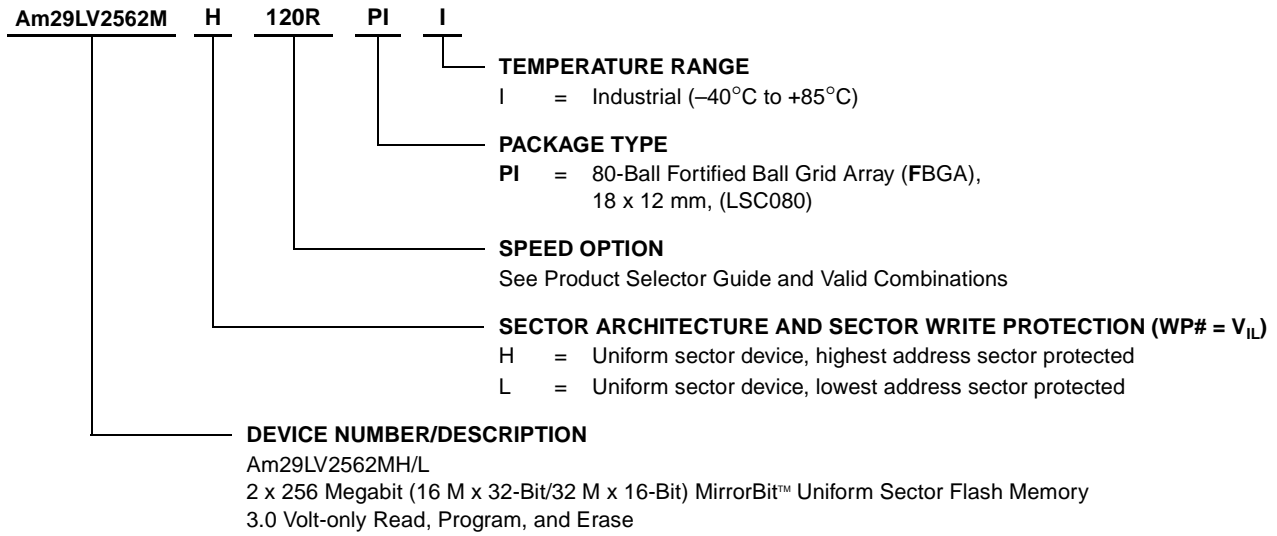 Am29LV2562M H 120R PI I
TEMPERATURE RANGE
I = Industrial (–40°C to +85°C)
PACKAGE TYPE
PI = 80-Ball Fortified Ball Grid Array (FBGA),
18 x 12 mm, (LSC080)
SPEED OPTION
See Product Selector Guide and Valid Combinations
SECTOR ARCHITECTURE AND SECTOR WRITE PROTECTION (WP# = VIL)
H = Uniform sector device, highest address sector protected
L = Uniform sector device, lowest address sector protected
DEVICE NUMBER/DESCRIPTION
Am29LV2562MH/L
2 x 256 Megabit (16 M x 32-Bit/32 M x 16-Bit) MirrorBit™ Uniform Sector Flash Memory
3.0 Volt-only Read, Program, and Erase